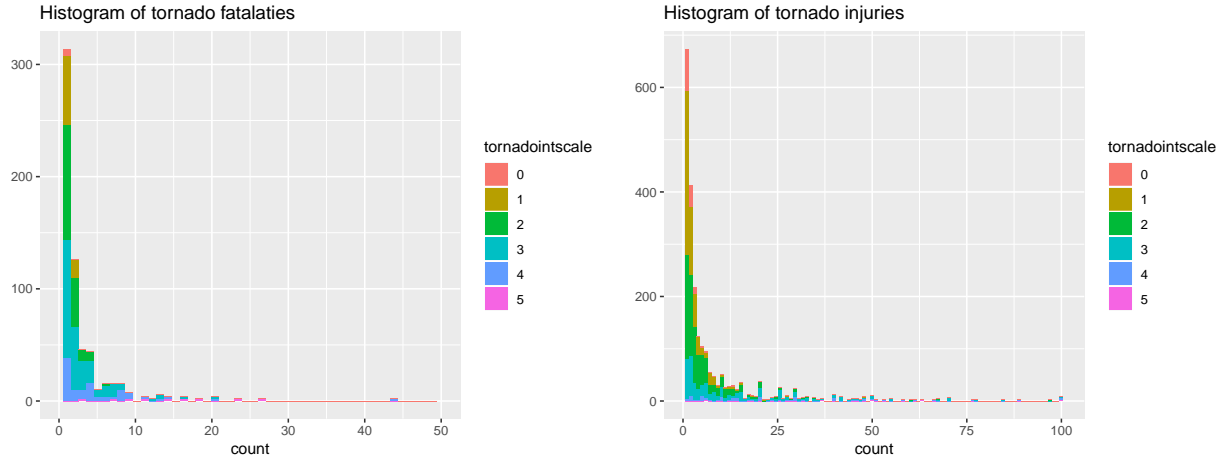 Histogram of tornado fatalaties
300
200
100
0
0 10 20 30 40 50
count
tornadointscale
0
1
2
3
4
5
Histogram of tornado injuries
600
400
200
0
0 25 50 75 100
count
tornadointscale
0
1
2
3
4
5